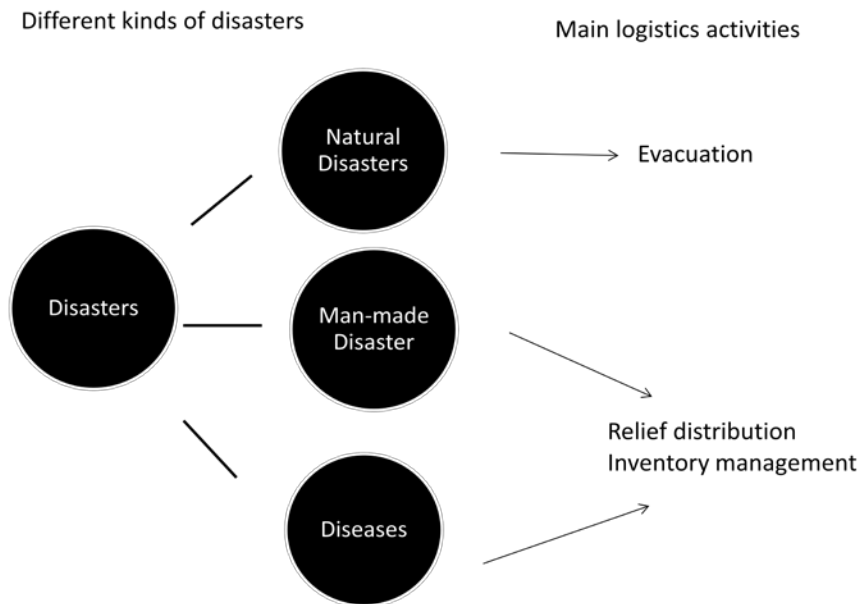 Different kinds of disasters
Main logistics activities
Natural
Disasters
Evacuation
Disasters
Man-made
Disaster
Relief distribution
Inventory management
Diseases